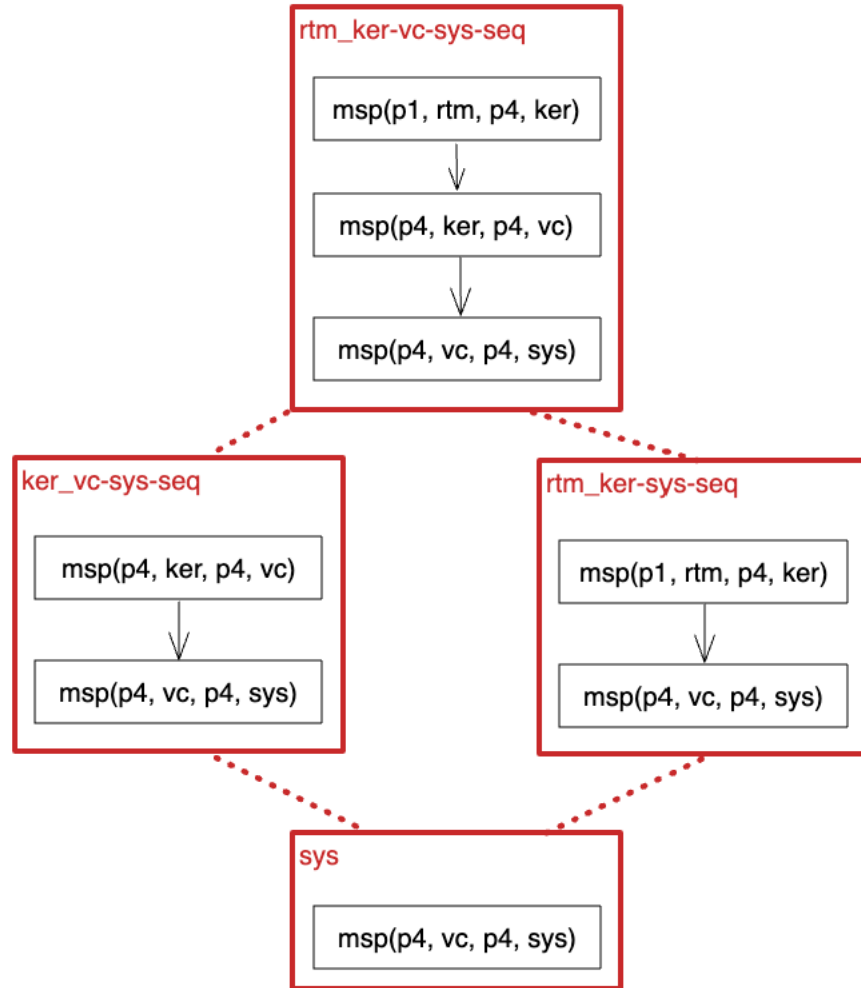 rtm_ker-vc-sys-seq
msp(p1, rtm, p4, ker)
msp(p4, ker, p4, vc)
msp(p4, vc, p4, sys)
ker_vc-sys-seq
msp(p4, ker, p4, vc)
msp(p4, vc, p4, sys)
rtm_ker-sys-seq
msp(p1, rtm, p4, ker)
msp(p4, vc, p4, sys)
sys
msp(p4, vc, p4, sys)